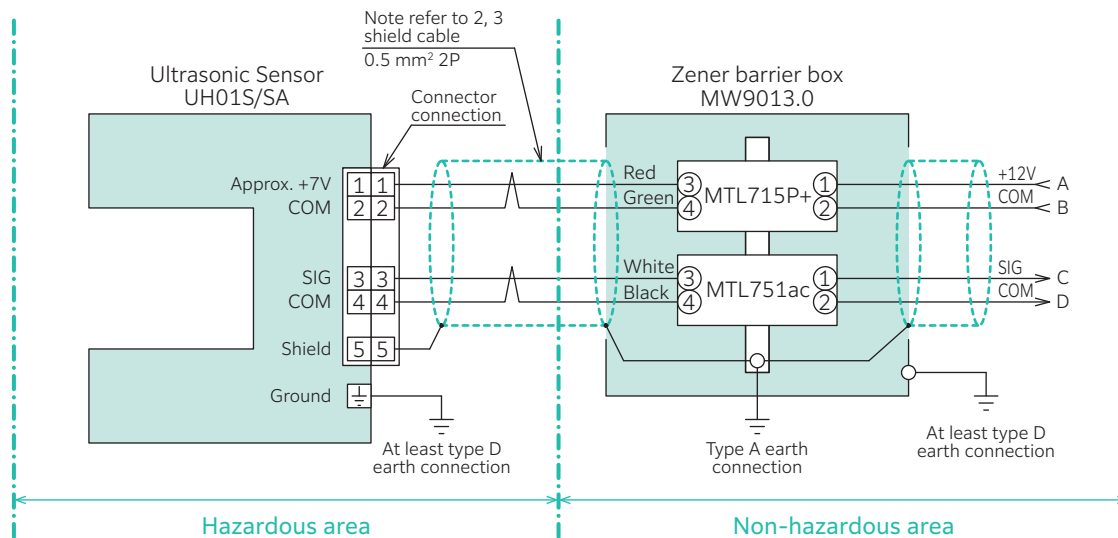 Note refer to 2, 3
shield cable
0.5 mm² 2P
Ultrasonic Sensor
UH01S/SA
Connector
connection
Zener barrier box
MW9013.0
Approx. +7V 1 1 Red 3 MTL715P+ 1 +12V A
COM 2 2 Green 4 2 COM B
SIG 3 3 White 3 MTL751ac 1 SIG C
COM 4 4 Black 4 2 COM D
Shield 5 5
Ground
At least type D
earth connection
Type A earth
connection
At least type D
earth connection
Hazardous area
Non-hazardous area